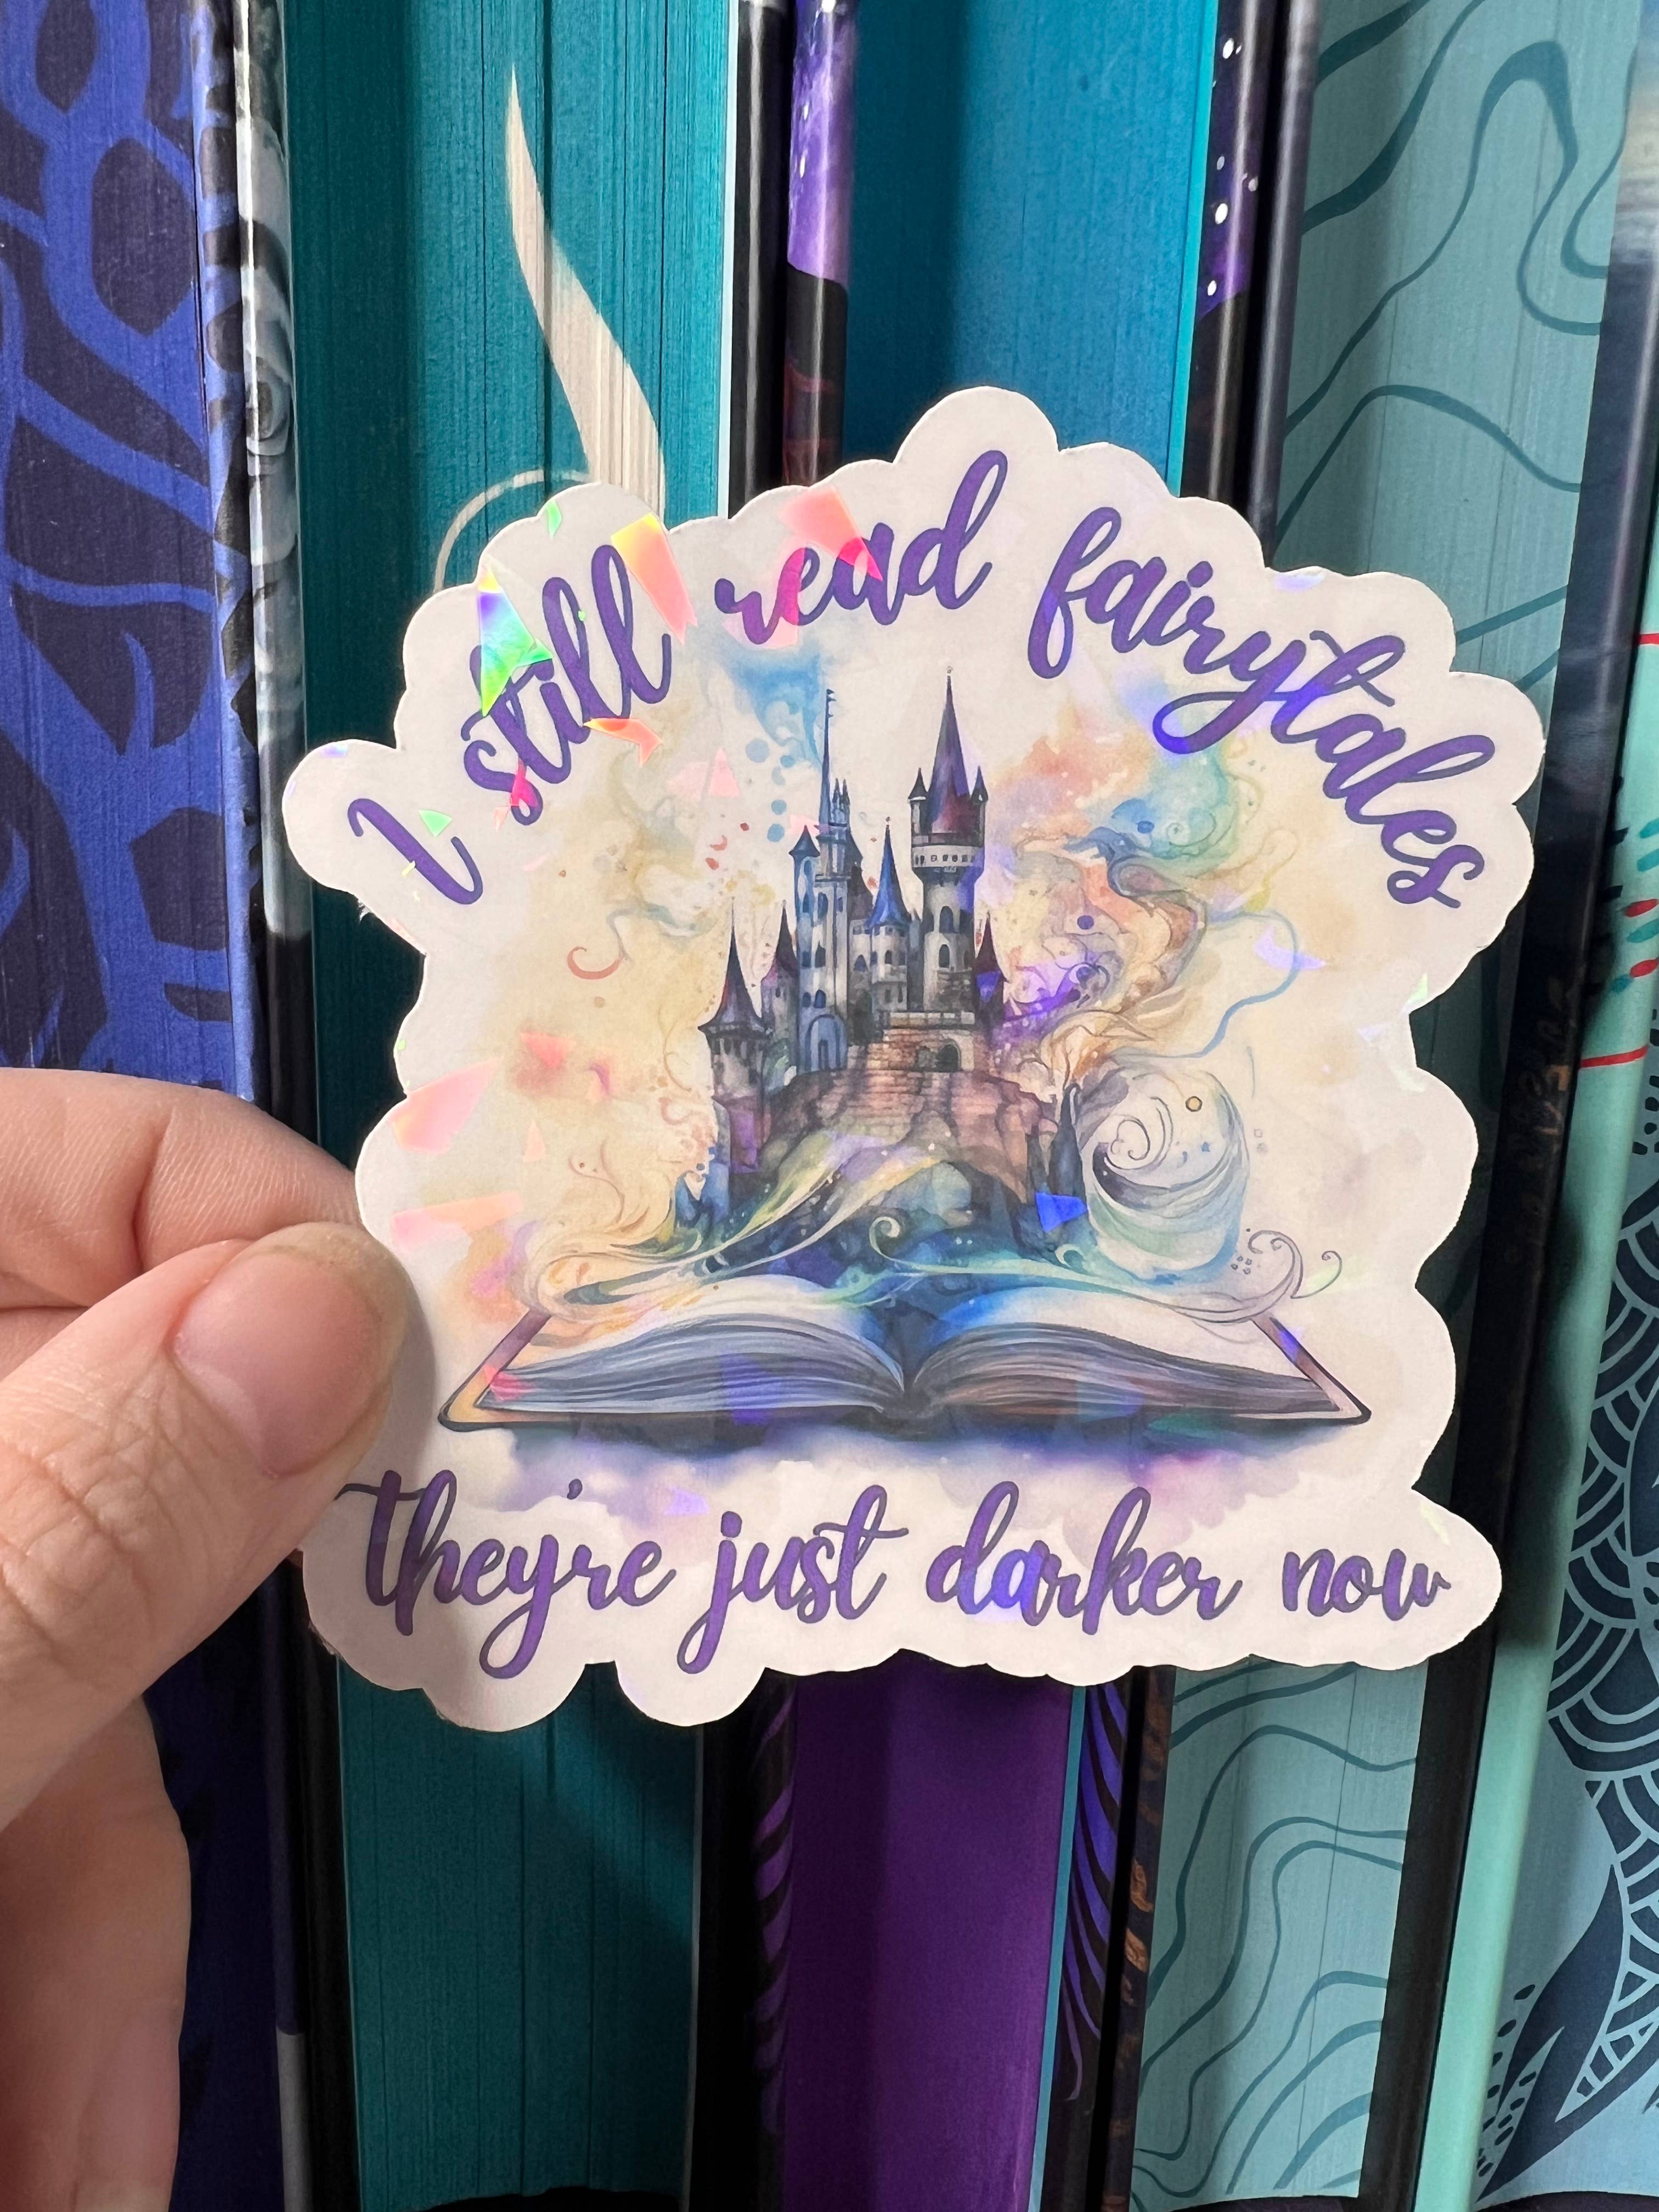 I still read fairytales
they're just darker now